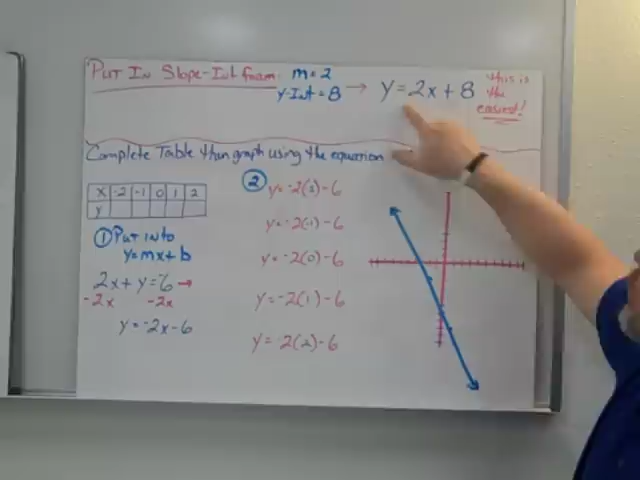 Put In Slope-Int form: m=2
y-Int = 8 → y=2x+8
this is
the
easiest!
Complete Table then graph using the equation
x -2 -1 0 1 2
y
① Put into
y=mx+b
2x+y=-6 →
-2x -2x
y=-2x-6
②
y=-2(2)-6
y=-2(-1)-6
y=-2(0)-6
y=-2(1)-6
y=-2(2)-6